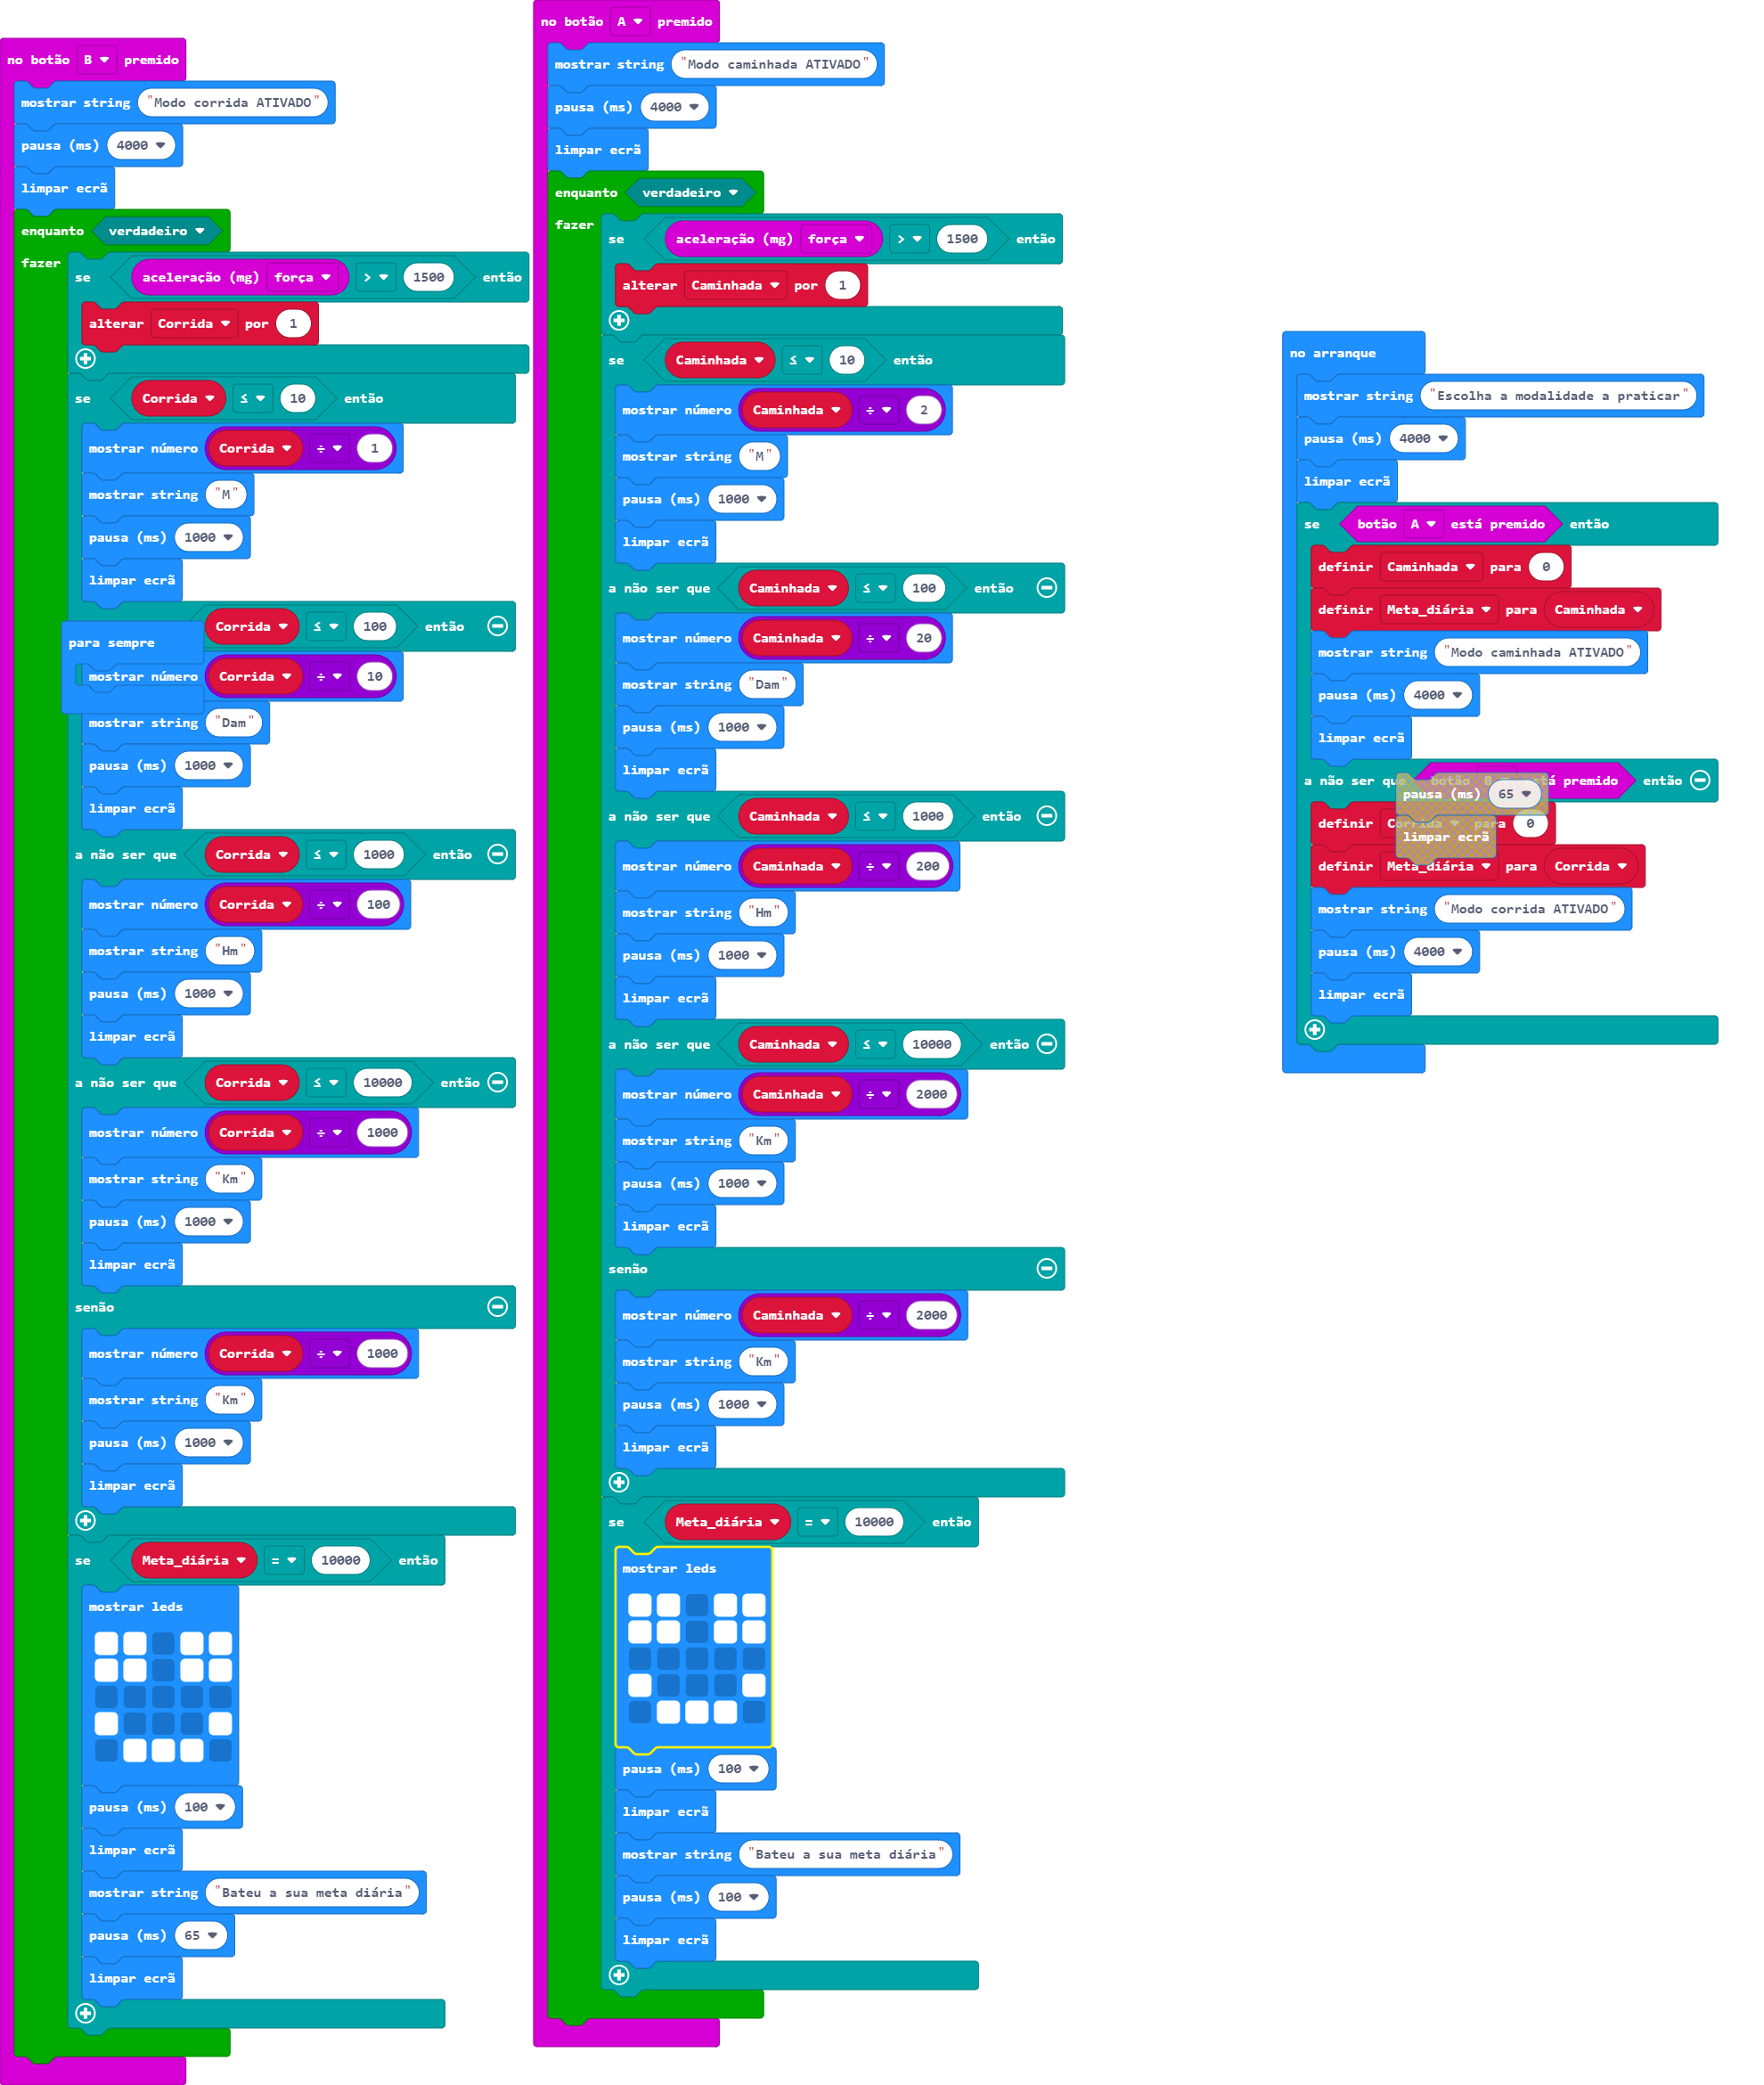 no botão B premido
mostrar string "Modo corrida ATIVADO"
pausa (ms) 4000
limpar ecrã
enquanto verdadeiro
fazer
se aceleração (mg) força > 1500 então
alterar Corrida por 1
se Corrida ≤ 10 então
mostrar número Corrida ÷ 1
mostrar string "M"
pausa (ms) 1000
limpar ecrã
Corrida ≤ 100 então
para sempre
mostrar número Corrida ÷ 10
mostrar string "Dam"
pausa (ms) 1000
limpar ecrã
a não ser que Corrida ≤ 1000 então
mostrar número Corrida ÷ 100
mostrar string "Hm"
pausa (ms) 1000
limpar ecrã
a não ser que Corrida ≤ 10000 então
mostrar número Corrida ÷ 1000
mostrar string "Km"
pausa (ms) 1000
limpar ecrã
senão
mostrar número Corrida ÷ 1000
mostrar string "Km"
pausa (ms) 1000
limpar ecrã
se Meta_diária = 10000 então
mostrar leds
pausa (ms) 100
limpar ecrã
mostrar string "Bateu a sua meta diária"
pausa (ms) 65
limpar ecrã
no botão A premido
mostrar string "Modo caminhada ATIVADO"
pausa (ms) 4000
limpar ecrã
enquanto verdadeiro
fazer
se aceleração (mg) força > 1500 então
alterar Caminhada por 1
se Caminhada ≤ 10 então
mostrar número Caminhada ÷ 2
mostrar string "M"
pausa (ms) 1000
limpar ecrã
a não ser que Caminhada ≤ 100 então
mostrar número Caminhada ÷ 20
mostrar string "Dam"
pausa (ms) 1000
limpar ecrã
a não ser que Caminhada ≤ 1000 então
mostrar número Caminhada ÷ 200
mostrar string "Hm"
pausa (ms) 1000
limpar ecrã
a não ser que Caminhada ≤ 10000 então
mostrar número Caminhada ÷ 2000
mostrar string "Km"
pausa (ms) 1000
limpar ecrã
senão
mostrar número Caminhada ÷ 2000
mostrar string "Km"
pausa (ms) 1000
limpar ecrã
se Meta_diária = 10000 então
mostrar leds
pausa (ms) 100
limpar ecrã
mostrar string "Bateu a sua meta diária"
pausa (ms) 100
limpar ecrã
no arranque
mostrar string "Escolha a modalidade a praticar"
pausa (ms) 4000
limpar ecrã
se botão A está premido então
definir Caminhada para 0
definir Meta_diária para Caminhada
mostrar string "Modo caminhada ATIVADO"
pausa (ms) 4000
limpar ecrã
a não ser que botão B está premido então
pausa (ms) 65
definir Corrida para 0
limpar ecrã
definir Meta_diária para Corrida
mostrar string "Modo corrida ATIVADO"
pausa (ms) 4000
limpar ecrã